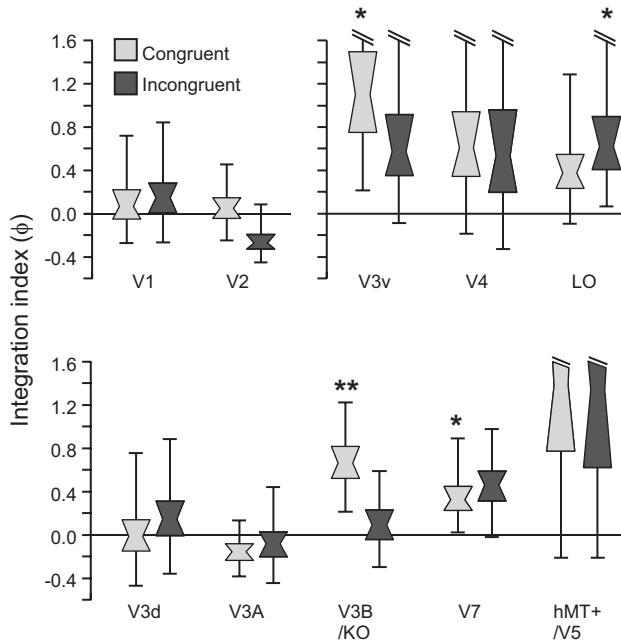 Integration index (ϕ)
1.6
1.2
0.8
0.4
0.0
-0.4
Congruent
Incongruent
V1
V2
*
*
V3v
V4
LO
1.6
1.2
0.8
0.4
0.0
-0.4
**
*
V3d
V3A
V3B
/KO
V7
hMT+
/V5